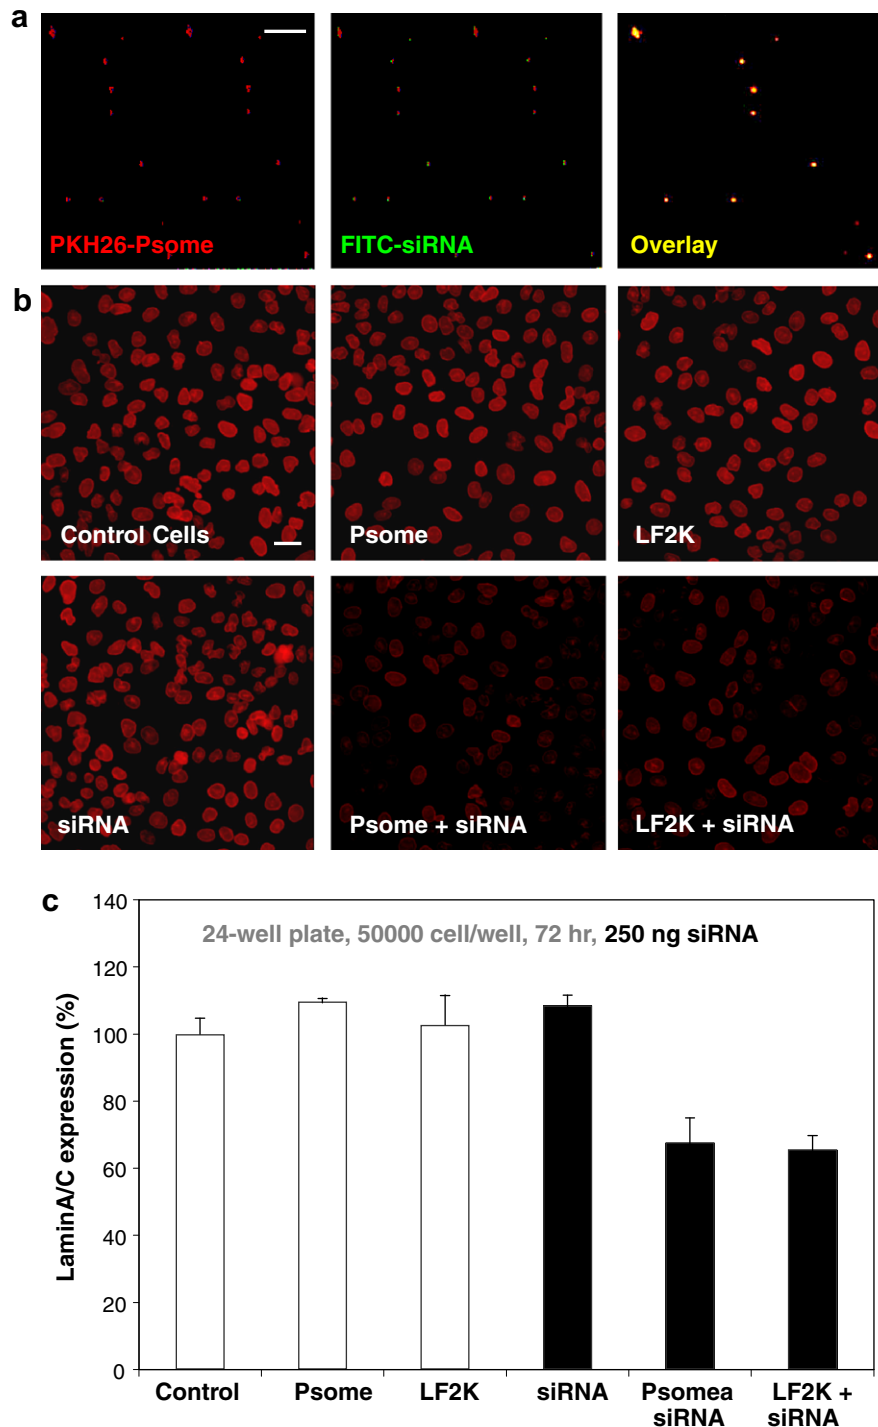 a
PKH26-Psome
FITC-siRNA
Overlay
b
Control Cells
Psome
LF2K
siRNA
Psome + siRNA
LF2K + siRNA
c
24-well plate, 50000 cell/well, 72 hr, 250 ng siRNA
LaminA/C expression (%)
140
120
100
80
60
40
20
0
Control
Psome
LF2K
siRNA
Psomea
siRNA
LF2K +
siRNA